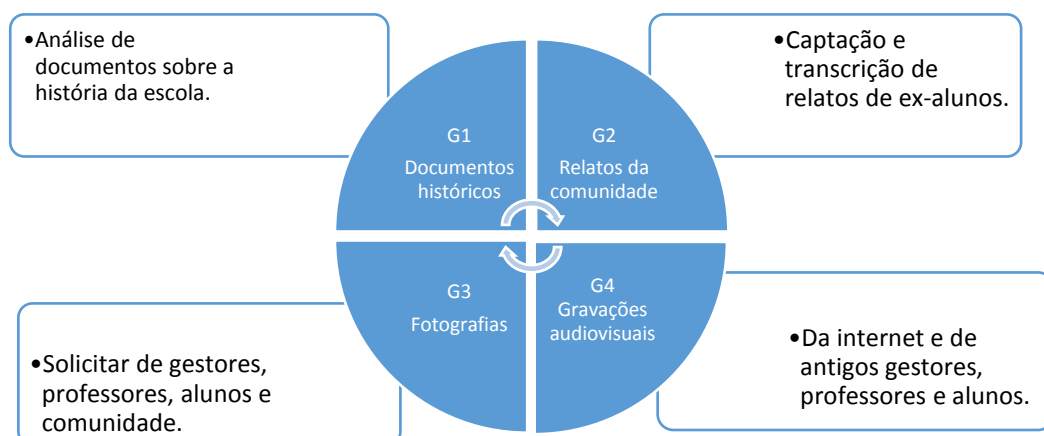 •Análise de
documentos sobre a
história da escola.
•Captação e
transcrição de
relatos de ex-alunos.
G1
Documentos
históricos
G2
Relatos da
comunidade
G3
Fotografias
G4
Gravações
audiovisuais
•Solicitar de gestores,
professores, alunos e
comunidade.
•Da internet e de
antigos gestores,
professores e alunos.